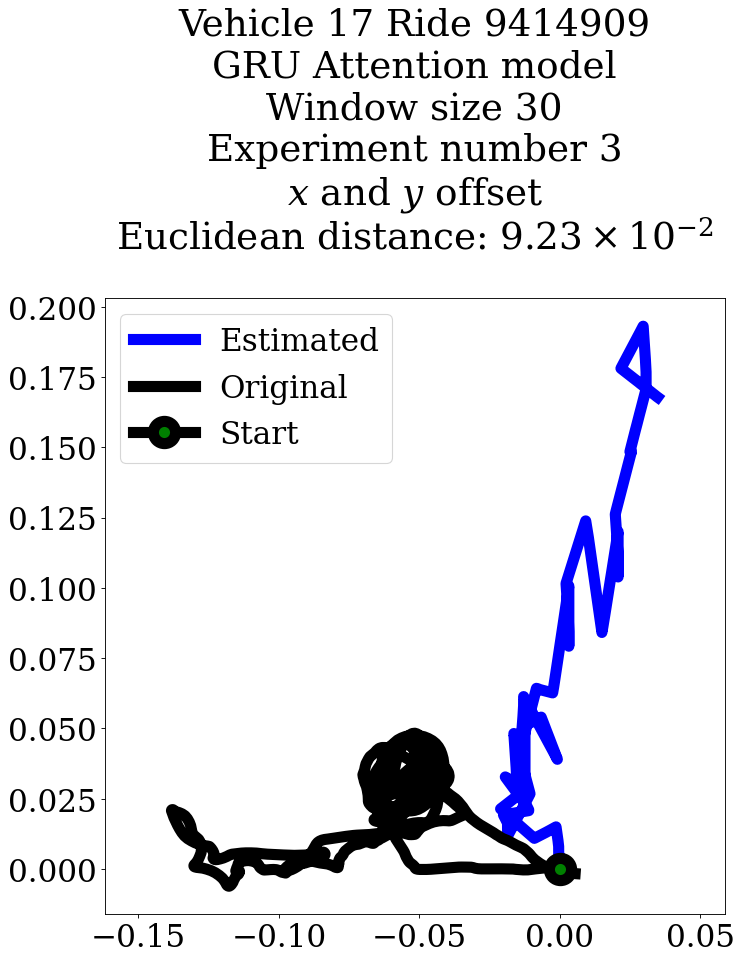 Vehicle 17 Ride 9414909
GRU Attention model
Window size 30
Experiment number 3
x and y offset
Euclidean distance: 9.23 × 10⁻²
Estimated
Original
Start
0.200
0.175
0.150
0.125
0.100
0.075
0.050
0.025
0.000
−0.15 −0.10 −0.05 0.00 0.05